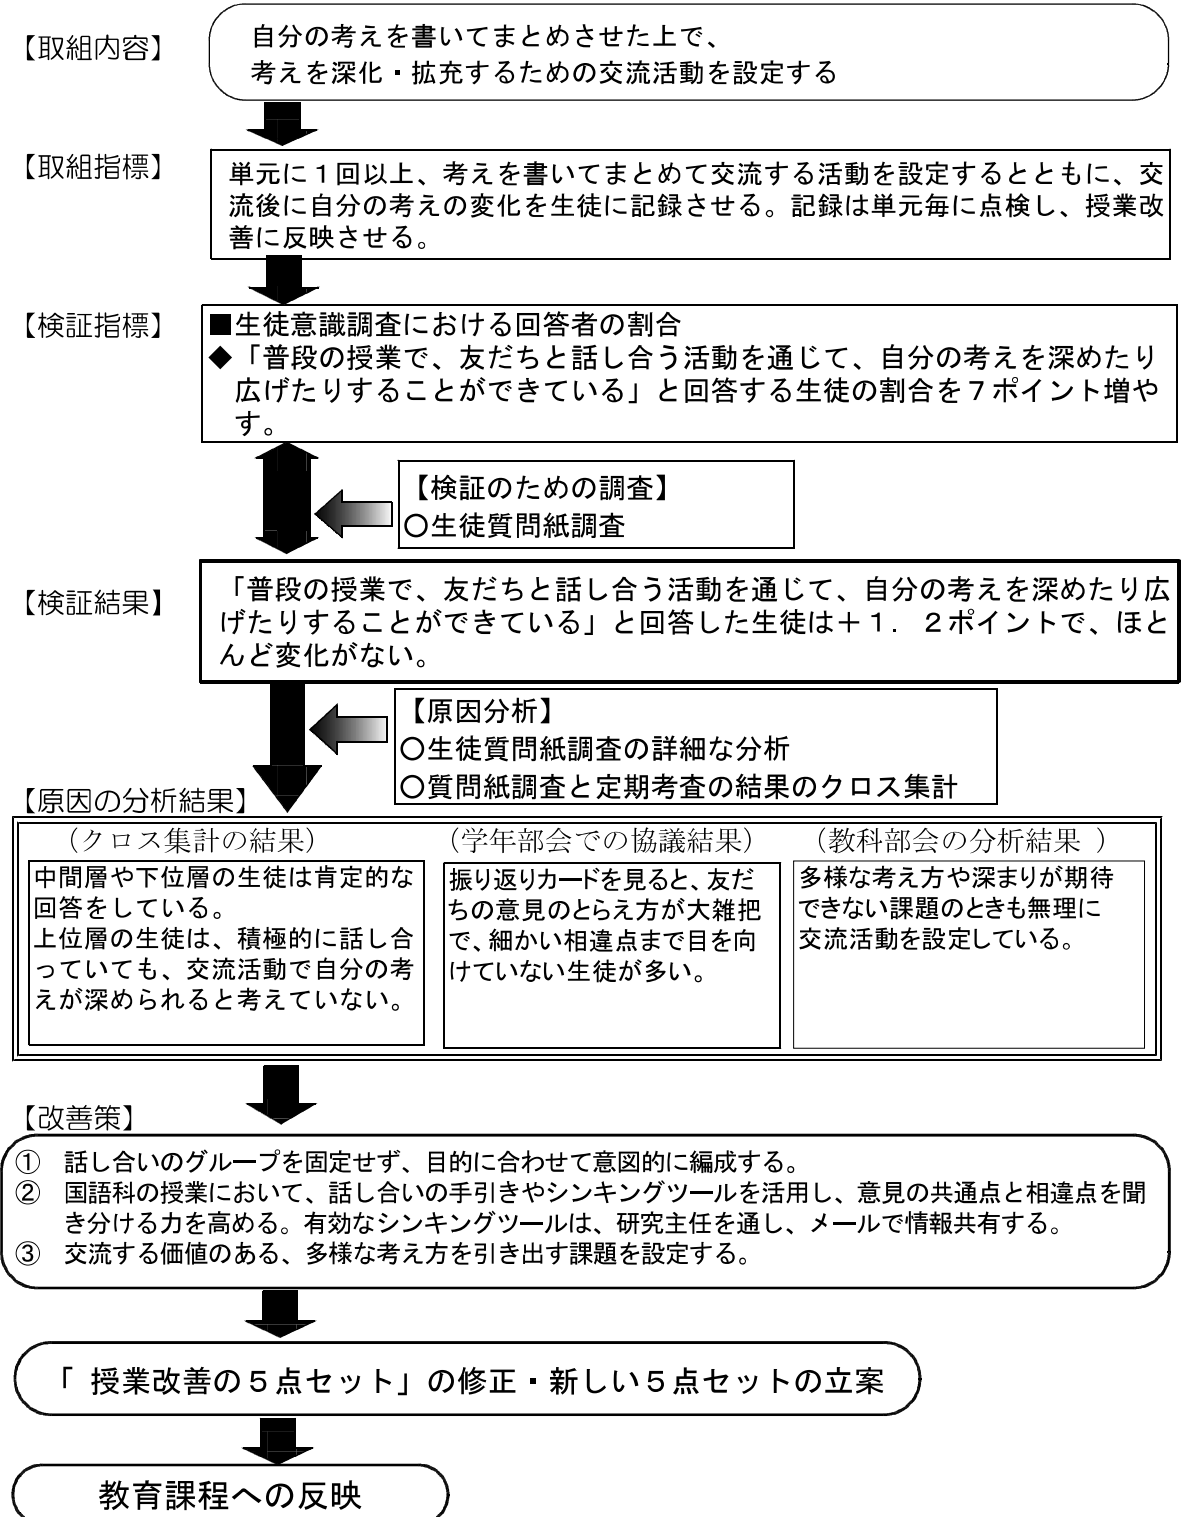 【取組内容】
自分の考えを書いてまとめさせた上で、
考えを深化・拡充するための交流活動を設定する
【取組指標】
単元に１回以上、考えを書いてまとめて交流する活動を設定するとともに、交
流後に自分の考えの変化を生徒に記録させる。記録は単元毎に点検し、授業改
善に反映させる。
【検証指標】
■生徒意識調査における回答者の割合
◆「普段の授業で、友だちと話し合う活動を通じて、自分の考えを深めたり
広げたりすることができている」と回答する生徒の割合を７ポイント増や
す。
【検証のための調査】
○生徒質問紙調査
【検証結果】
「普段の授業で、友だちと話し合う活動を通じて、自分の考えを深めたり広
げたりすることができている」と回答した生徒は＋１．２ポイントで、ほと
んど変化がない。
【原因分析】
○生徒質問紙調査の詳細な分析
○質問紙調査と定期考査の結果のクロス集計
【原因の分析結果】
（クロス集計の結果）
中間層や下位層の生徒は肯定的な
回答をしている。
上位層の生徒は、積極的に話し合
っていても、交流活動で自分の考
えが深められると考えていない。
（学年部会での協議結果）
振り返りカードを見ると、友だ
ちの意見のとらえ方が大雑把
で、細かい相違点まで目を向
けていない生徒が多い。
（教科部会の分析結果 ）
多様な考え方や深まりが期待
できない課題のときも無理に
交流活動を設定している。
【改善策】
① 話し合いのグループを固定せず、目的に合わせて意図的に編成する。
② 国語科の授業において、話し合いの手引きやシンキングツールを活用し、意見の共通点と相違点を聞
き分ける力を高める。有効なシンキングツールは、研究主任を通し、メールで情報共有する。
③ 交流する価値のある、多様な考え方を引き出す課題を設定する。
「 授業改善の５点セット」の修正・新しい５点セットの立案
教育課程への反映